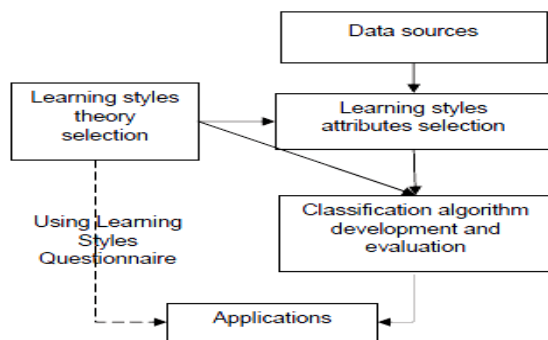 Data sources
Learning styles
theory
selection
Learning styles
attributes selection
Using Learning
Styles
Questionnaire
Classification algorithm
development and
evaluation
Applications